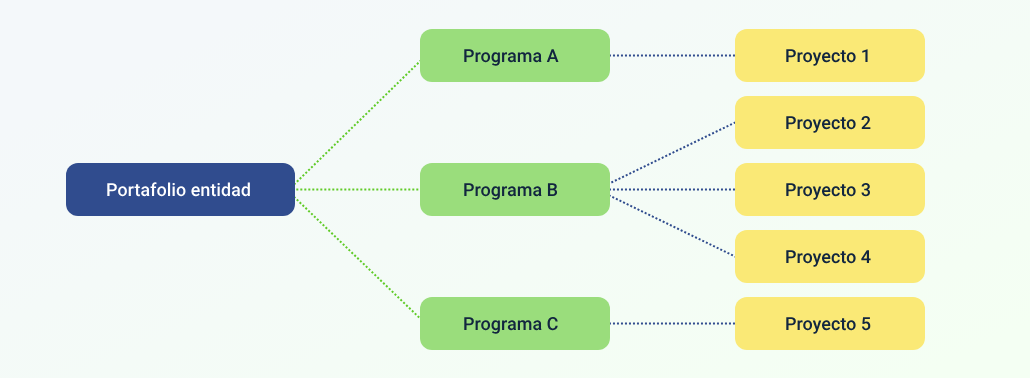 Portafolio entidad
Programa A
Proyecto 1
Programa B
Proyecto 2
Proyecto 3
Proyecto 4
Programa C
Proyecto 5